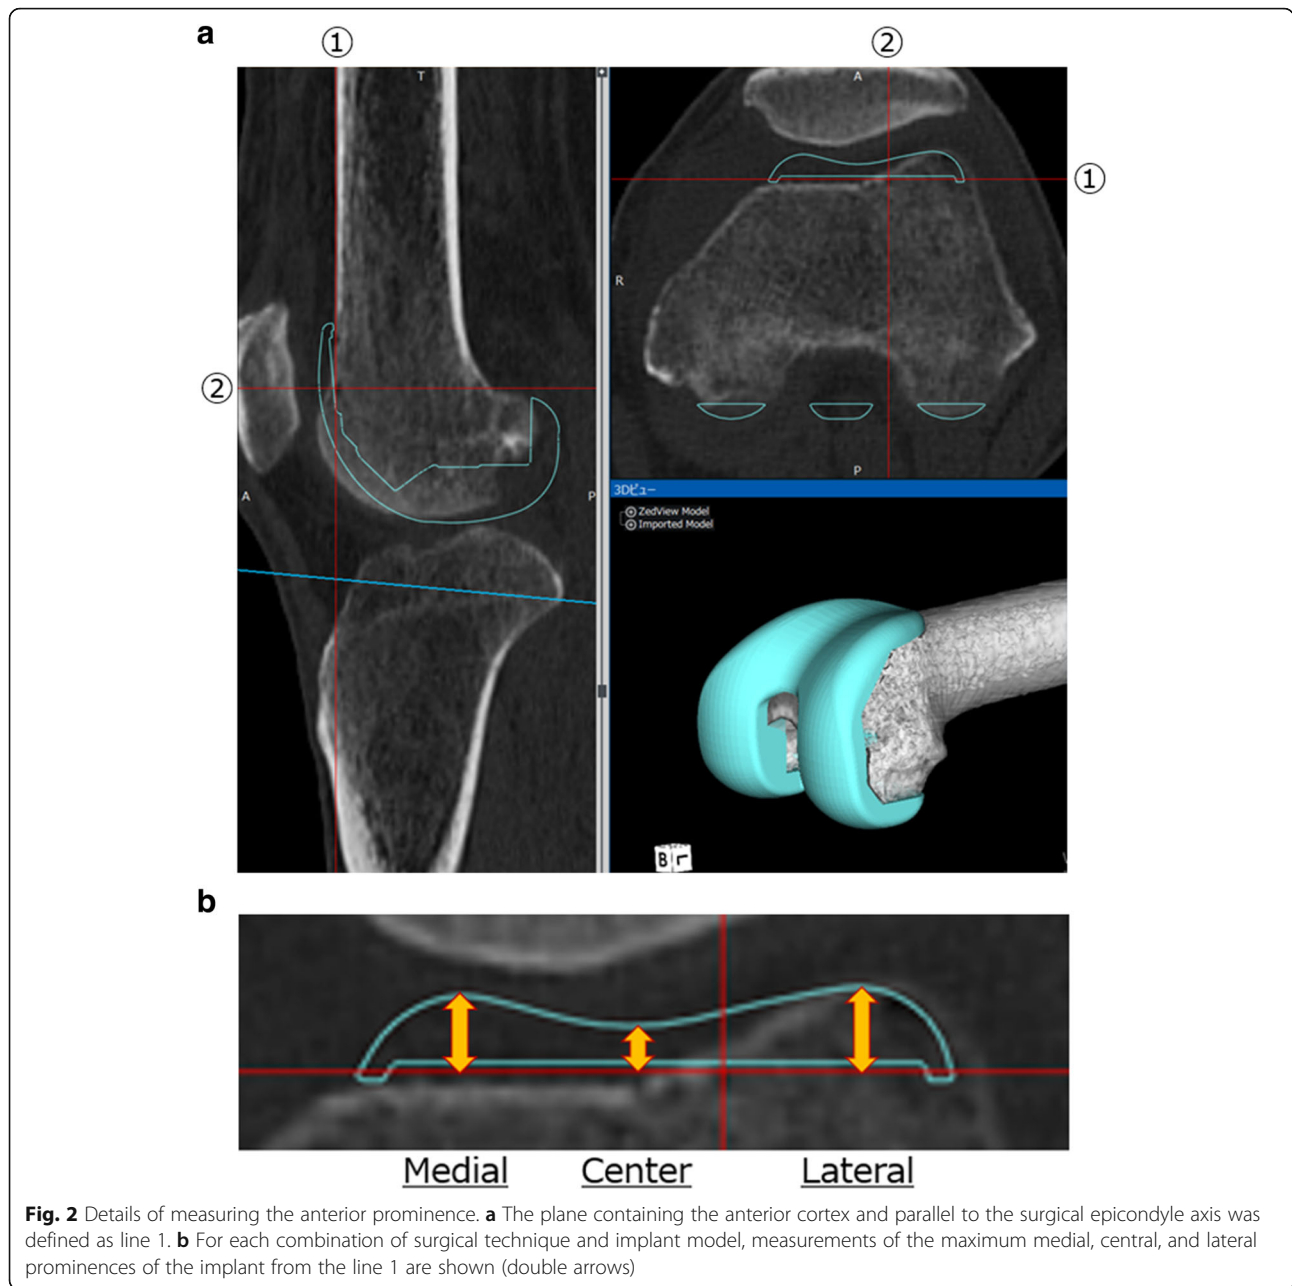 a
① ②
T
A
①
②
R
A
P
P
3Dビュー
ZedView Model
Imported Model
B L
b
Medial Center Lateral
Fig. 2 Details of measuring the anterior prominence. a The plane containing the anterior cortex and parallel to the surgical epicondyle axis was
defined as line 1. b For each combination of surgical technique and implant model, measurements of the maximum medial, central, and lateral
prominences of the implant from the line 1 are shown (double arrows)